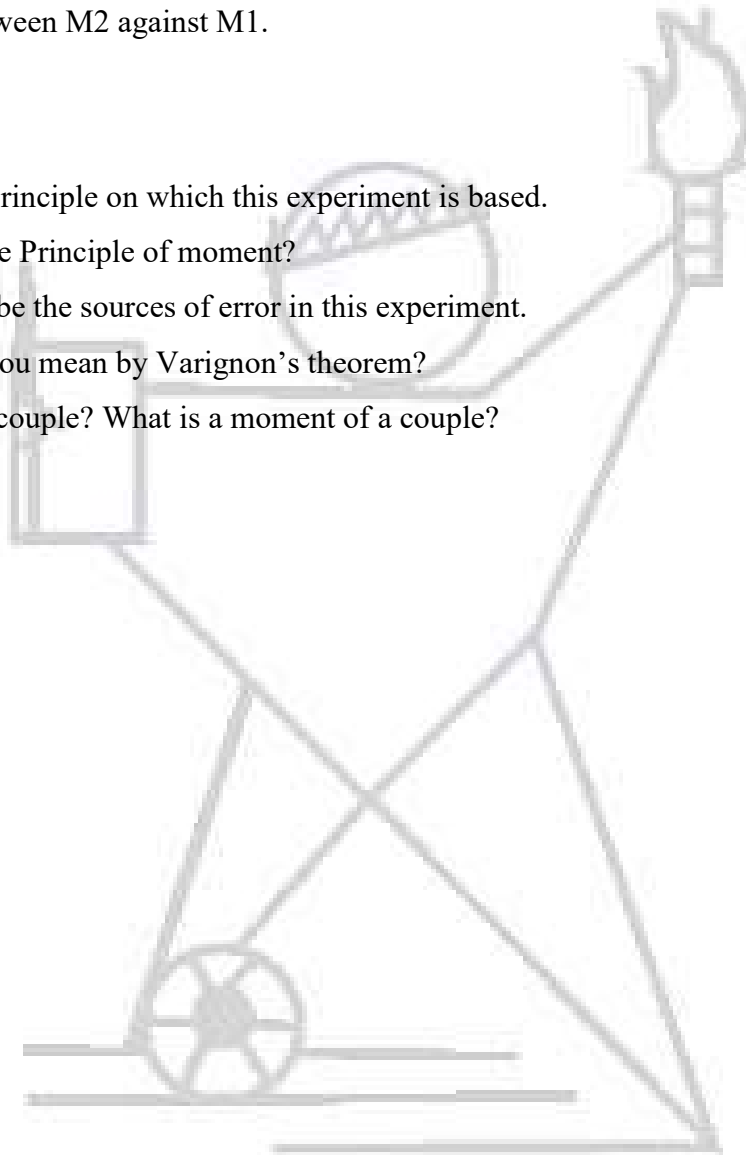 ween M2 against M1.
rinciple on which this experiment is based.
e Principle of moment?
be the sources of error in this experiment.
ou mean by Varignon’s theorem?
couple? What is a moment of a couple?